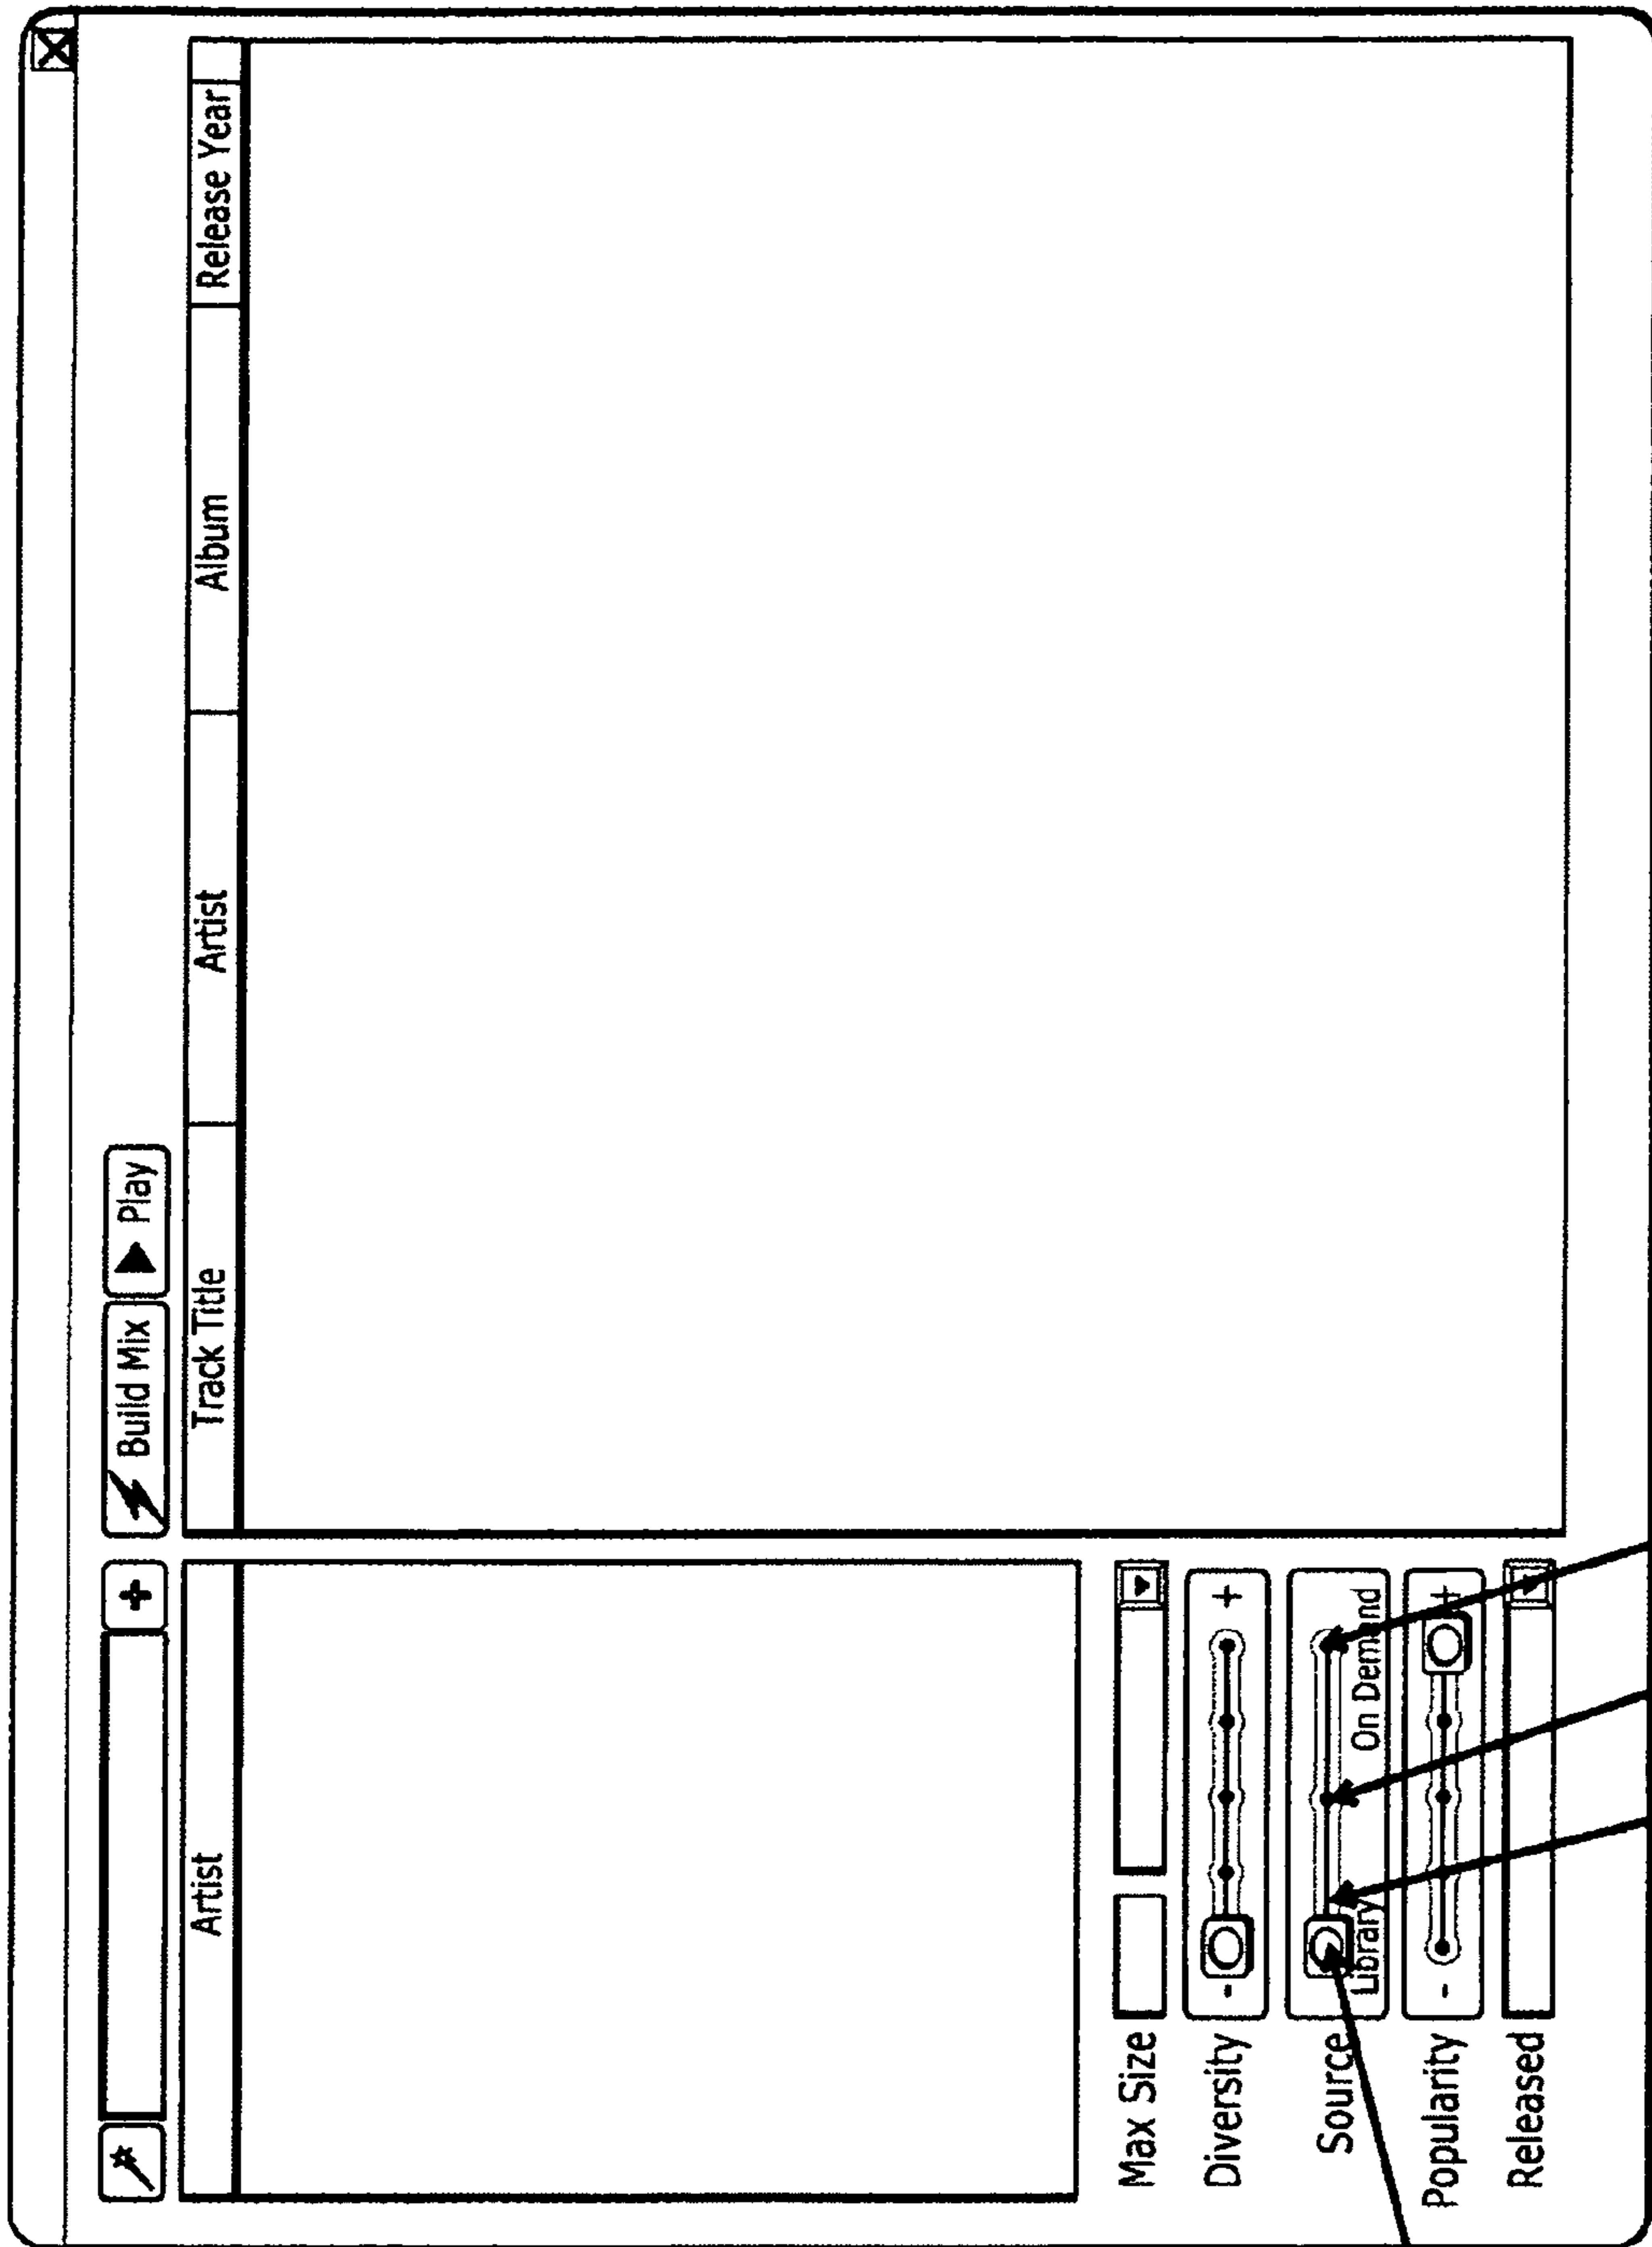 + Build Mix Play
Artist Track Title Artist Album Release Year
Max Size
Diversity - +
Source Library On Demand
Popularity - +
Released